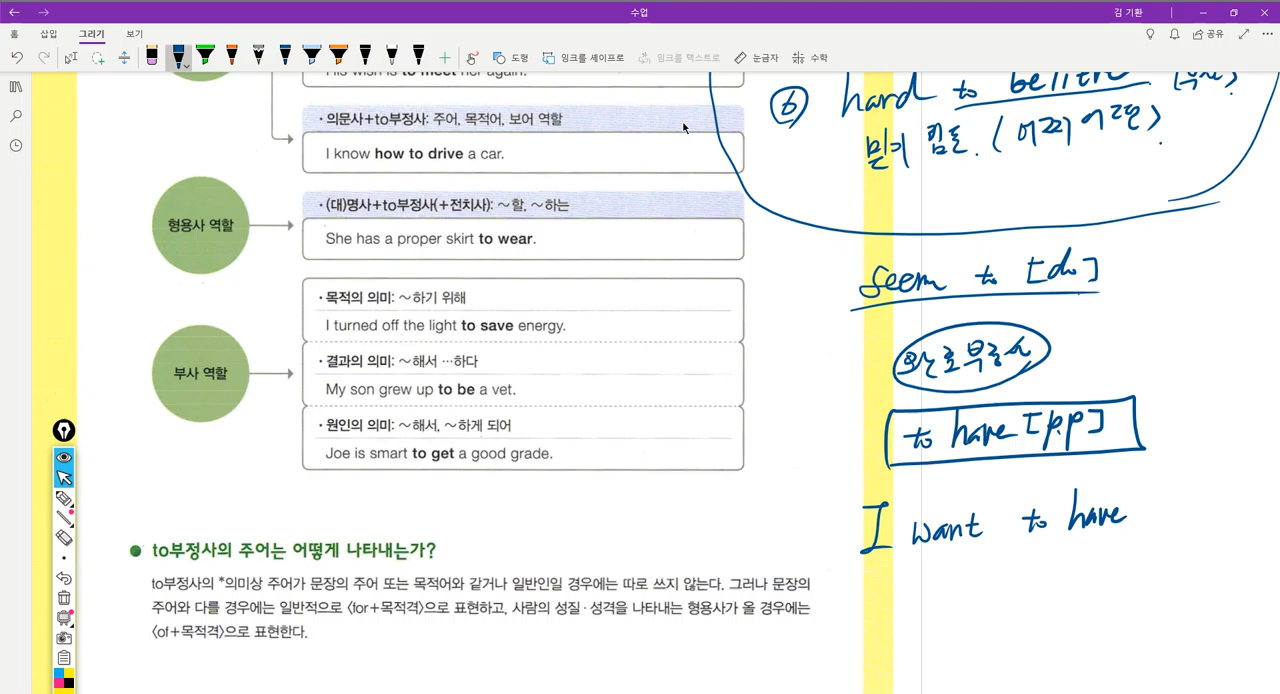 수업
김 기환
홈 삽입 그리기 보기
공유
도형
잉크를 셰이프로
잉크를 텍스트로
눈금자
수학
His wish is to meet her again.
· 의문사+to부정사: 주어, 목적어, 보어 역할
I know how to drive a car.
형용사 역할
· (대)명사+to부정사(+전치사): ~할, ~하는
She has a proper skirt to wear.
부사 역할
· 목적의 의미: ~하기 위해
I turned off the light to save energy.
· 결과의 의미: ~해서 …하다
My son grew up to be a vet.
· 원인의 의미: ~해서, ~하게 되어
Joe is smart to get a good grade.
● to부정사의 주어는 어떻게 나타내는가?
to부정사의 *의미상 주어가 문장의 주어 또는 목적어와 같거나 일반인일 경우에는 따로 쓰지 않는다. 그러나 문장의
주어와 다를 경우에는 일반적으로 〈for+목적격〉으로 표현하고, 사람의 성질·성격을 나타내는 형용사가 올 경우에는
〈of+목적격〉으로 표현한다.
⑥ hard to believe
믿기 힘든. (어찌 어려운)
seem to [do]
완료부정사
to have [p.p]
I want to have